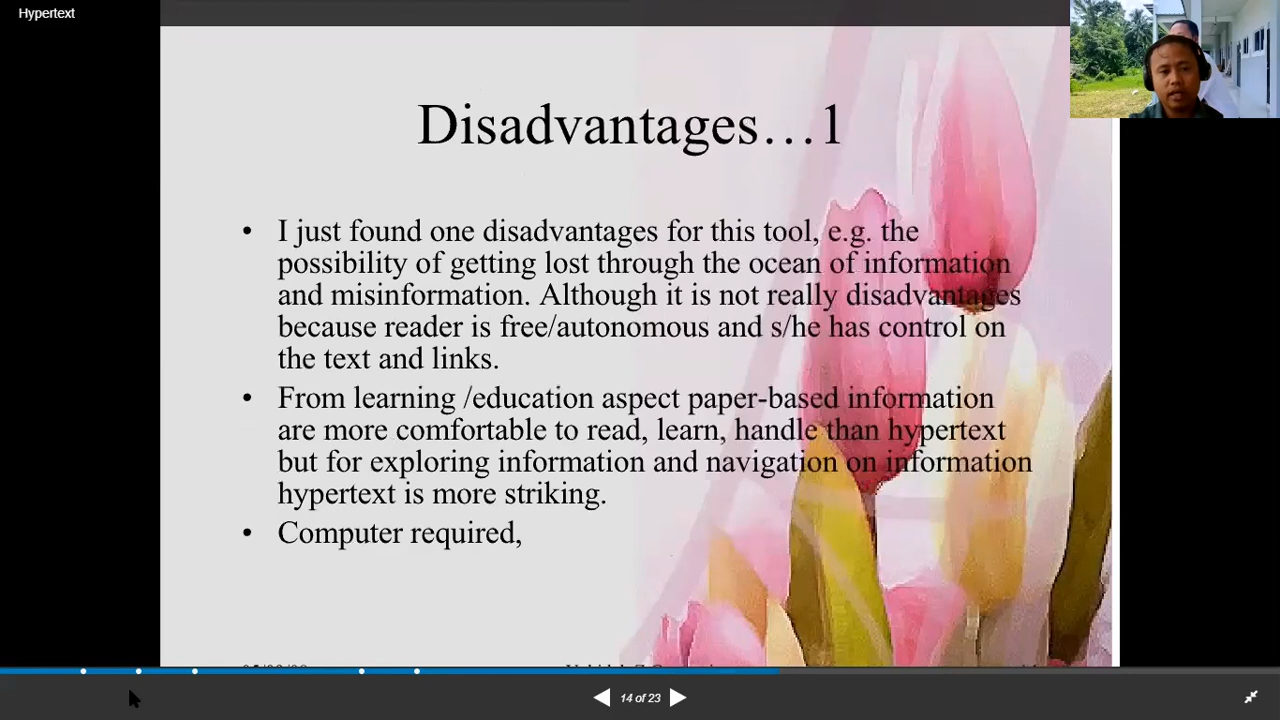 Hypertext
Disadvantages…1
• I just found one disadvantages for this tool, e.g. the
possibility of getting lost through the ocean of information
and misinformation. Although it is not really disadvantages
because reader is free/autonomous and s/he has control on
the text and links.
• From learning /education aspect paper-based information
are more comfortable to read, learn, handle than hypertext
but for exploring information and navigation on information
hypertext is more striking.
• Computer required,
14 of 23